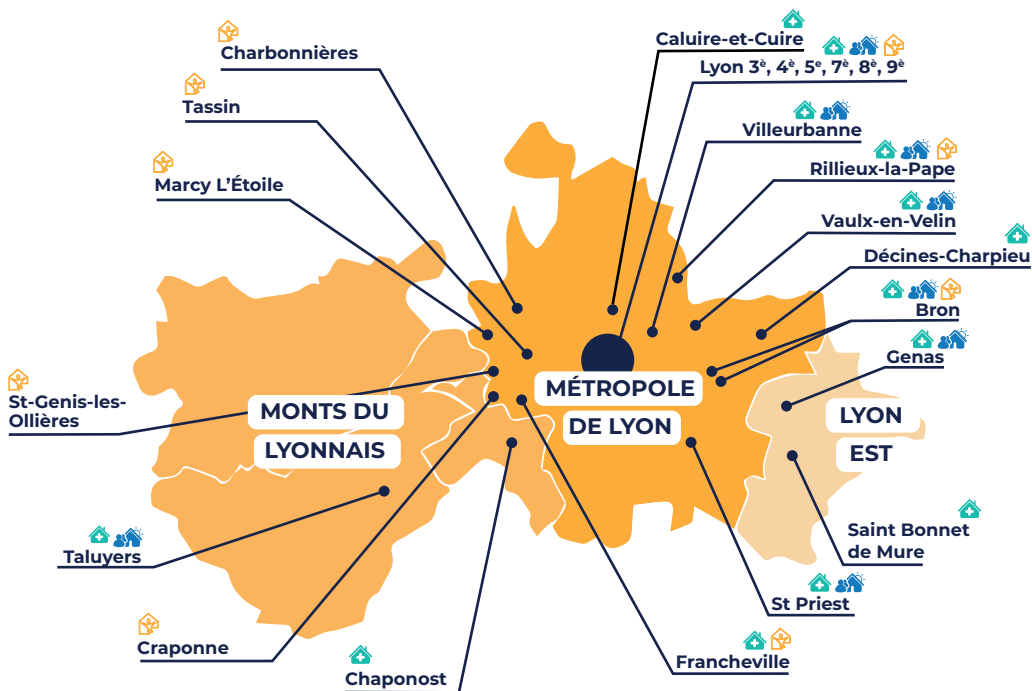 Caluire-et-Cuire
Charbonnières
Lyon 3è, 4è, 5e, 7è, 8è, 9è
Tassin
Villeurbanne
Rillieux-la-Pape
Marcy L’Étoile
Vaulx-en-Velin
Décines-Charpieu
Bron
Genas
St-Genis-les-
Ollières
MONTS DU
LYONNAIS
MÉTROPOLE
DE LYON
LYON
EST
Saint Bonnet
de Mure
Taluyers
St Priest
Craponne
Francheville
Chaponost